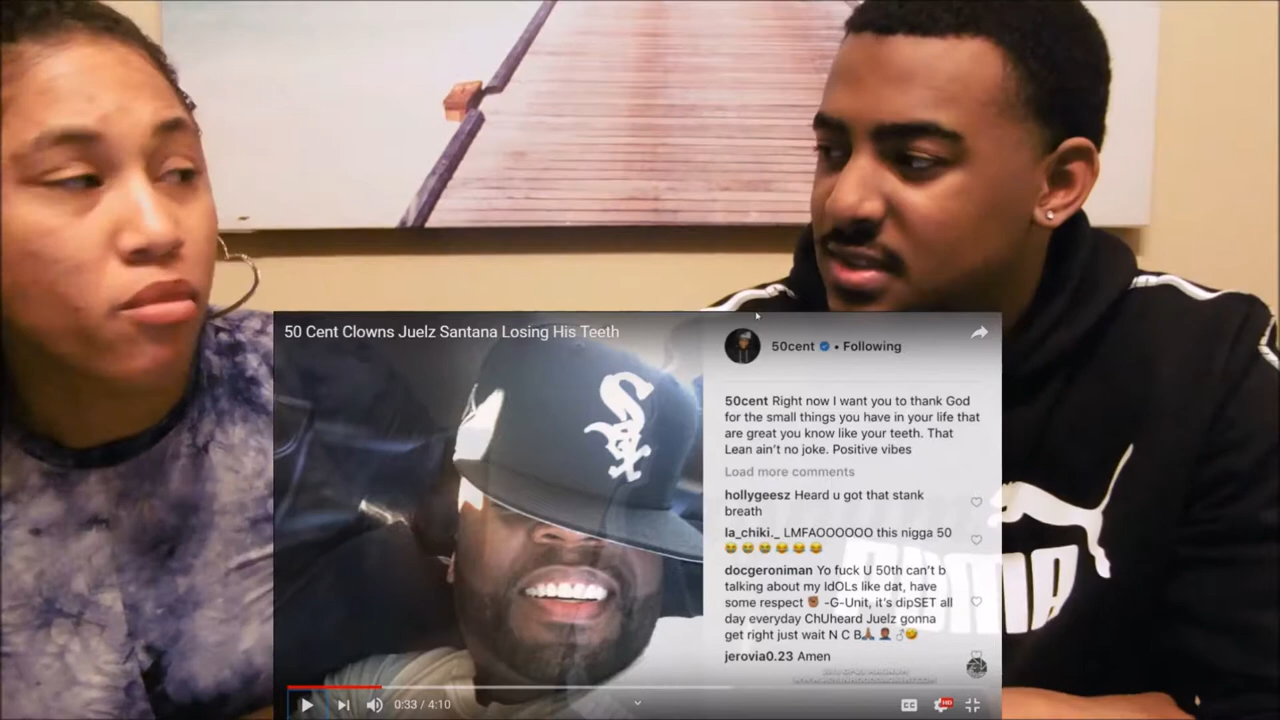 50 Cent Clowns Juelz Santana Losing His Teeth
50cent • Following
50cent Right now I want you to thank God
for the small things you have in your life that
are great you know like your teeth. That
Lean ain't no joke. Positive vibes
Load more comments
hollygeesz Heard u got that stank
breath
la_chiki._ LMFAOOOOOO this nigga 50
😭 😭 😭 😂 😂 😂
docgeroniman Yo fuck U 50th can't b
talking about my IdOLs like dat, have
some respect ✊🏾 -G-Unit, it's dipSET all
day everyday ChUheard Juelz gonna
get right just wait N C B🙏🏾🤦🏾♂🤣
jerovia0.23 Amen
0:33 / 4:10
CC
HD
PUMA